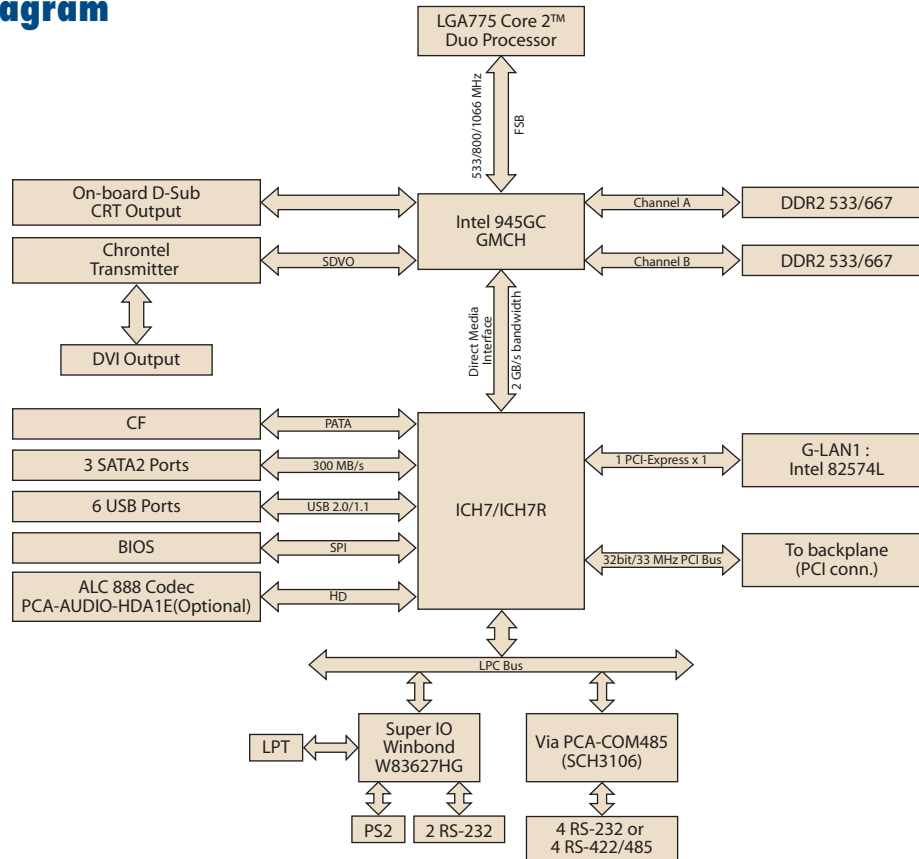 agram
LGA775 Core 2™
Duo Processor
533/800/1066 MHz
FSB
On-board D-Sub
CRT Output
Intel 945GC
GMCH
Channel A
DDR2 533/667
Chrontel
Transmitter
SDVO
Channel B
DDR2 533/667
DVI Output
Direct Media
Interface
2 GB/s bandwidth
CF
PATA
3 SATA2 Ports
300 MB/s
6 USB Ports
USB 2.0/1.1
BIOS
SPI
ALC 888 Codec
PCA-AUDIO-HDA1E(Optional)
HD
ICH7/ICH7R
1 PCI-Express x 1
G-LAN1 :
Intel 82574L
32bit/33 MHz PCI Bus
To backplane
(PCI conn.)
LPC Bus
LPT
Super IO
Winbond
W83627HG
Via PCA-COM485
(SCH3106)
PS2
2 RS-232
4 RS-232 or
4 RS-422/485